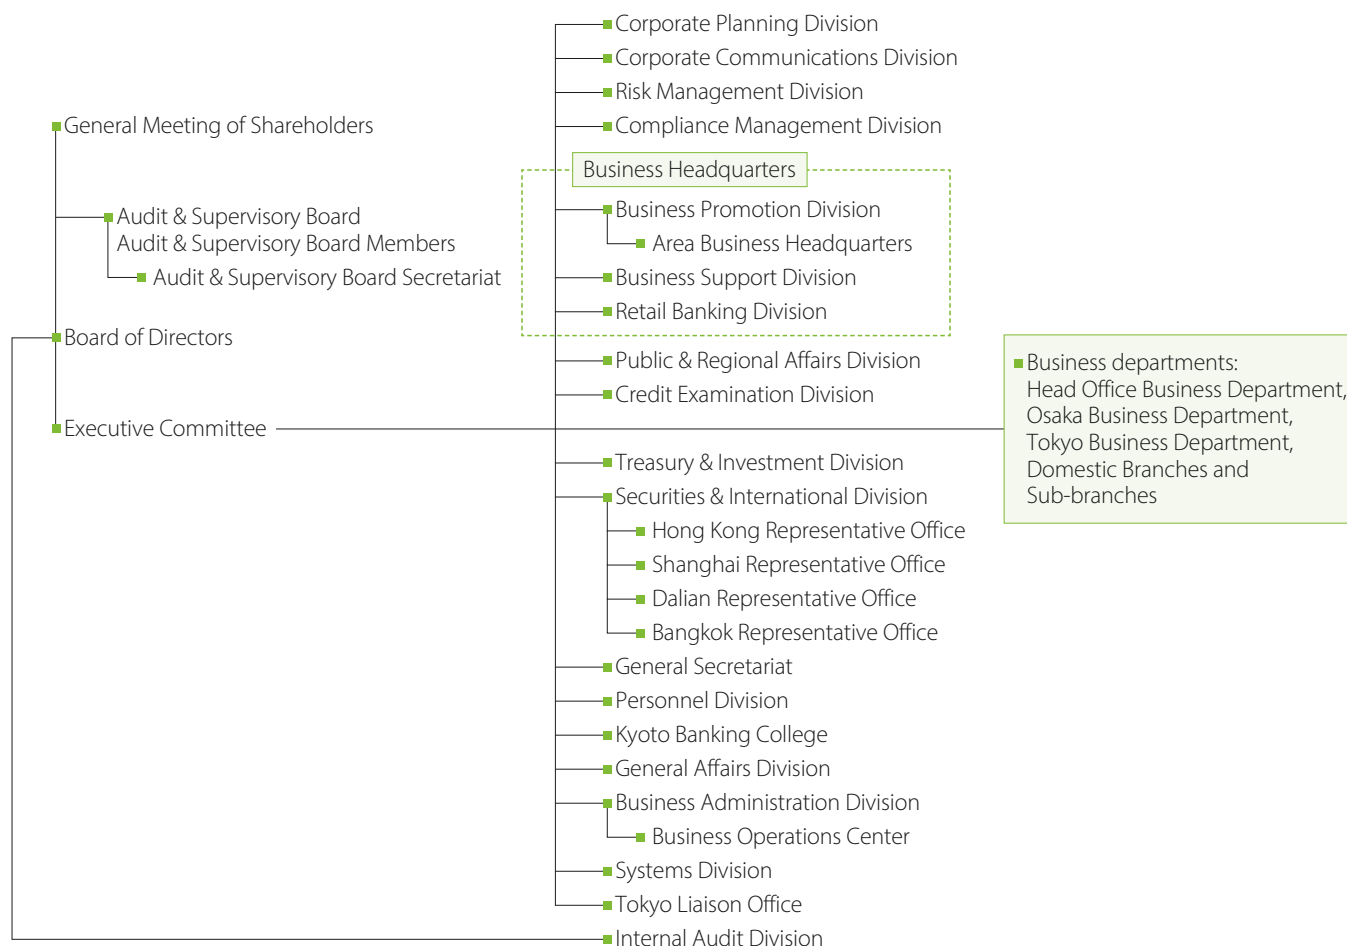 General Meeting of Shareholders
Audit & Supervisory Board
Audit & Supervisory Board Members
Audit & Supervisory Board Secretariat
Board of Directors
Executive Committee
Corporate Planning Division
Corporate Communications Division
Risk Management Division
Compliance Management Division
Business Headquarters
Business Promotion Division
Area Business Headquarters
Business Support Division
Retail Banking Division
Public & Regional Affairs Division
Credit Examination Division
Treasury & Investment Division
Securities & International Division
Hong Kong Representative Office
Shanghai Representative Office
Dalian Representative Office
Bangkok Representative Office
General Secretariat
Personnel Division
Kyoto Banking College
General Affairs Division
Business Administration Division
Business Operations Center
Systems Division
Tokyo Liaison Office
Internal Audit Division
Business departments:
Head Office Business Department,
Osaka Business Department,
Tokyo Business Department,
Domestic Branches and
Sub-branches